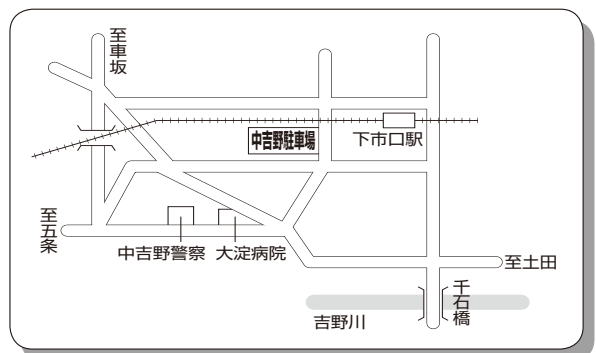 至車坂
中吉野駐車場
下市口駅
至五条
中吉野警察
大淀病院
至土田
千石橋
吉野川